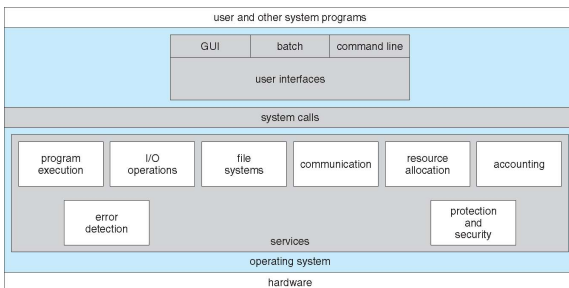 user and other system programs
GUI batch command line
user interfaces
system calls
program
execution
I/O
operations
file
systems
communication
resource
allocation
accounting
error
detection
protection
and
security
services
operating system
hardware